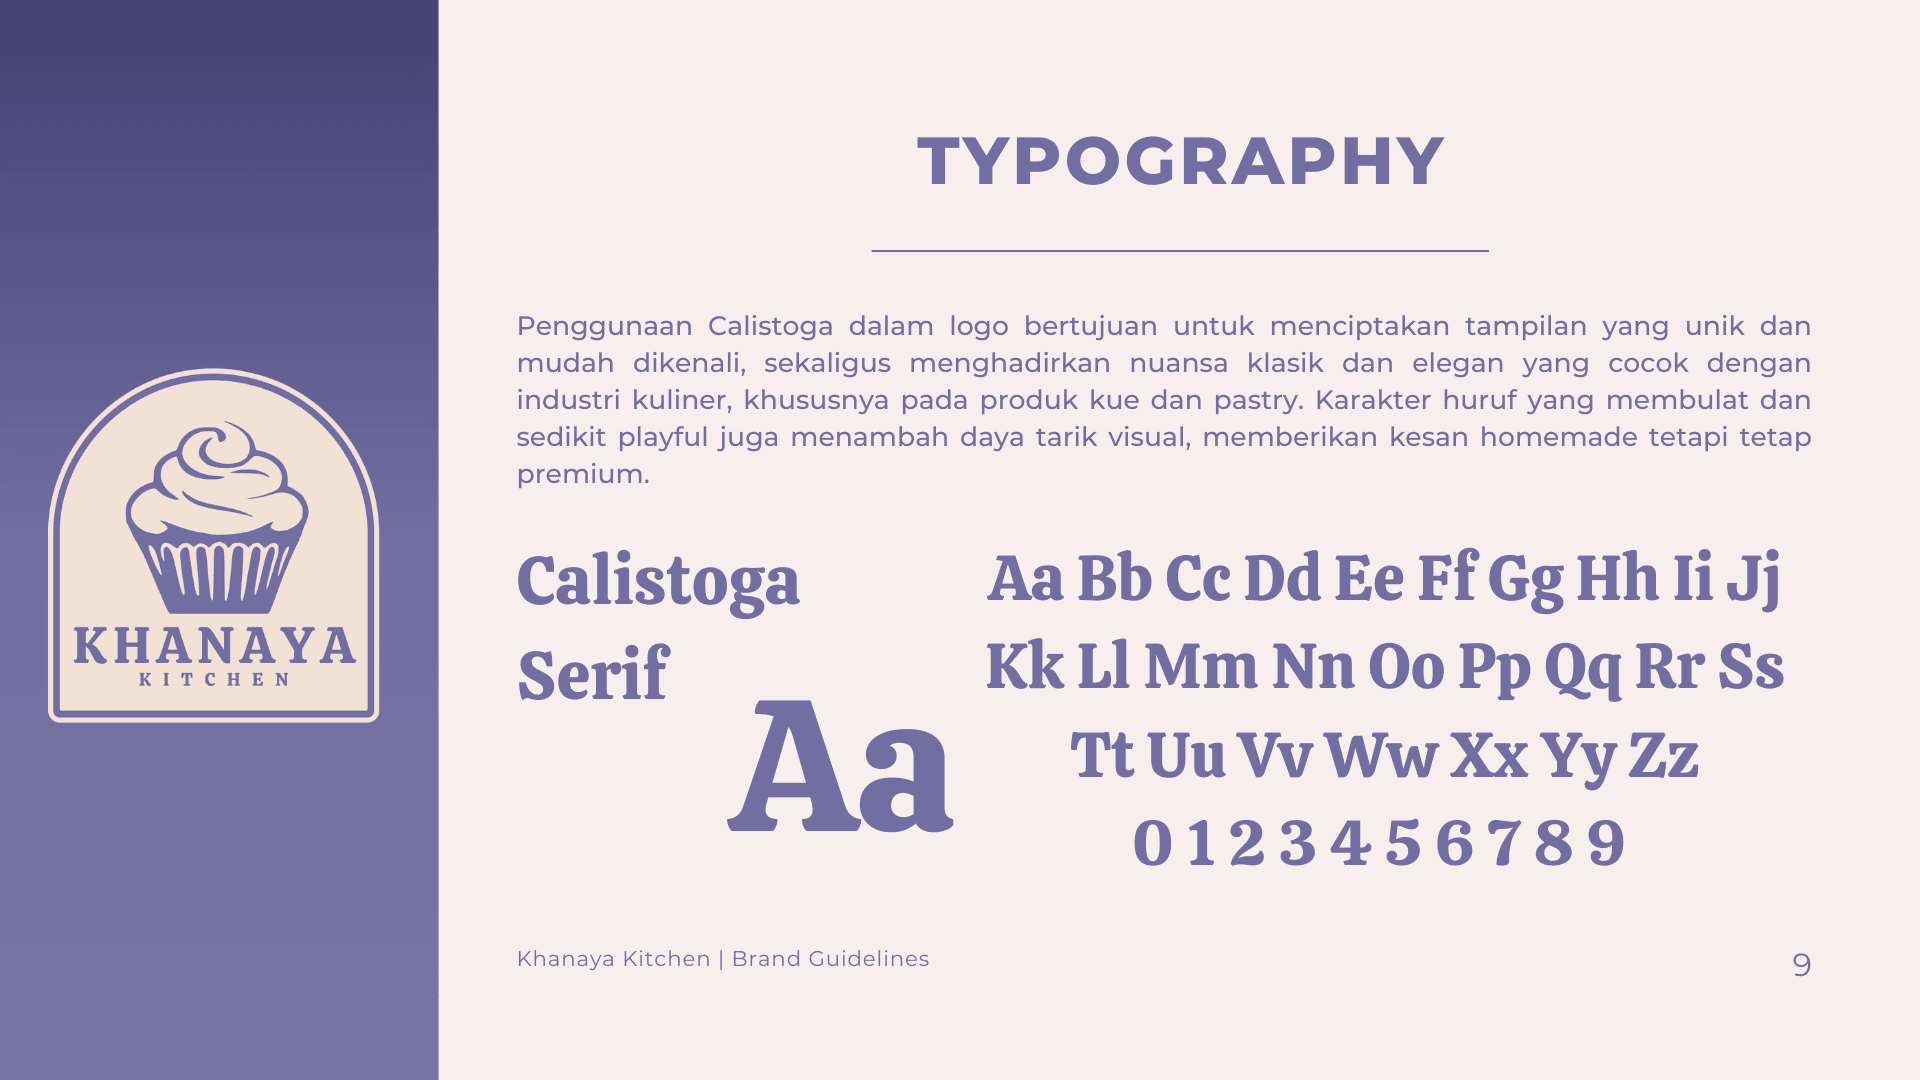 KHANAYA
KITCHEN
TYPOGRAPHY
Penggunaan Calistoga dalam logo bertujuan untuk menciptakan tampilan yang unik dan
mudah dikenali, sekaligus menghadirkan nuansa klasik dan elegan yang cocok dengan
industri kuliner, khususnya pada produk kue dan pastry. Karakter huruf yang membulat dan
sedikit playful juga menambah daya tarik visual, memberikan kesan homemade tetapi tetap
premium.
Calistoga
Serif
Aa
Aa Bb Cc Dd Ee Ff Gg Hh Ii Jj
Kk Ll Mm Nn Oo Pp Qq Rr Ss
Tt Uu Vv Ww Xx Yy Zz
0 1 2 3 4 5 6 7 8 9
Khanaya Kitchen | Brand Guidelines
9